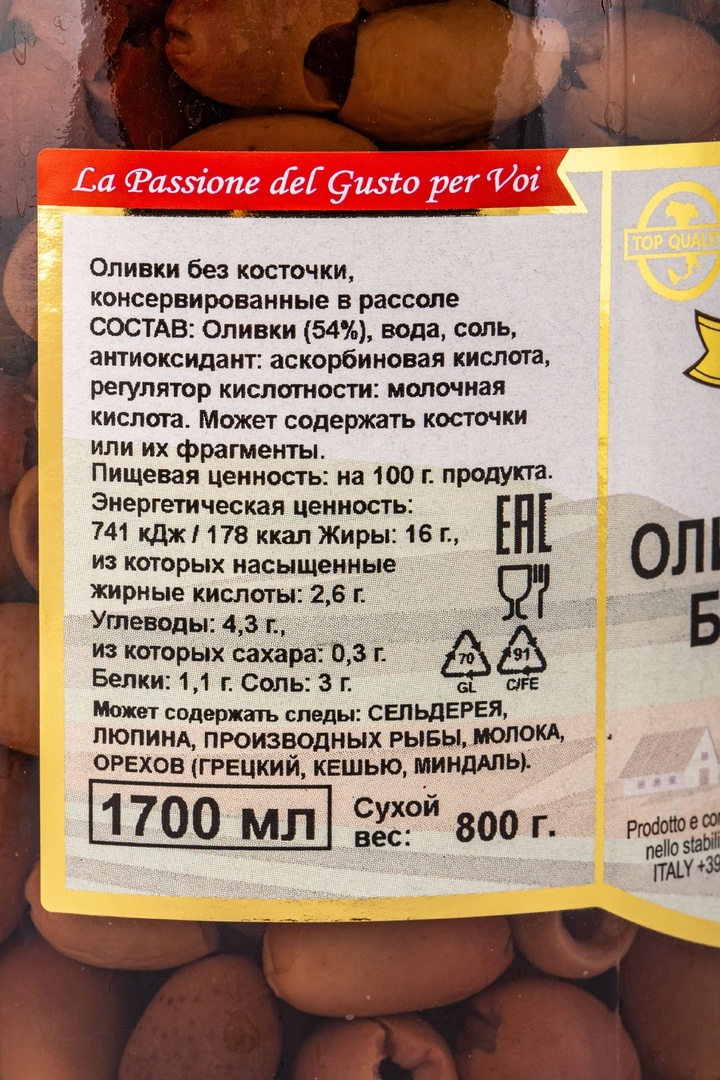 La Passione del Gusto per Voi
Оливки без косточки,
консервированные в рассоле
СОСТАВ: Оливки (54%), вода, соль,
антиоксидант: аскорбиновая кислота,
регулятор кислотности: молочная
кислота. Может содержать косточки
или их фрагменты.
Пищевая ценность: на 100 г. продукта.
Энергетическая ценность:
741 кДж / 178 ккал Жиры: 16 г.,
из которых насыщенные
жирные кислоты: 2,6 г.
Углеводы: 4,3 г.,
из которых сахара: 0,3 г.
Белки: 1,1 г. Соль: 3 г.
EAC
70
GL
91
C/FE
Может содержать следы: СЕЛЬДЕРЕЯ,
ЛЮПИНА, ПРОИЗВОДНЫХ РЫБЫ, МОЛОКА,
ОРЕХОВ (ГРЕЦКИЙ, КЕШЬЮ, МИНДАЛЬ).
1700 мл
Сухой
вес: 800 г.
TOP
Prodotto e
nello
ITALY +39